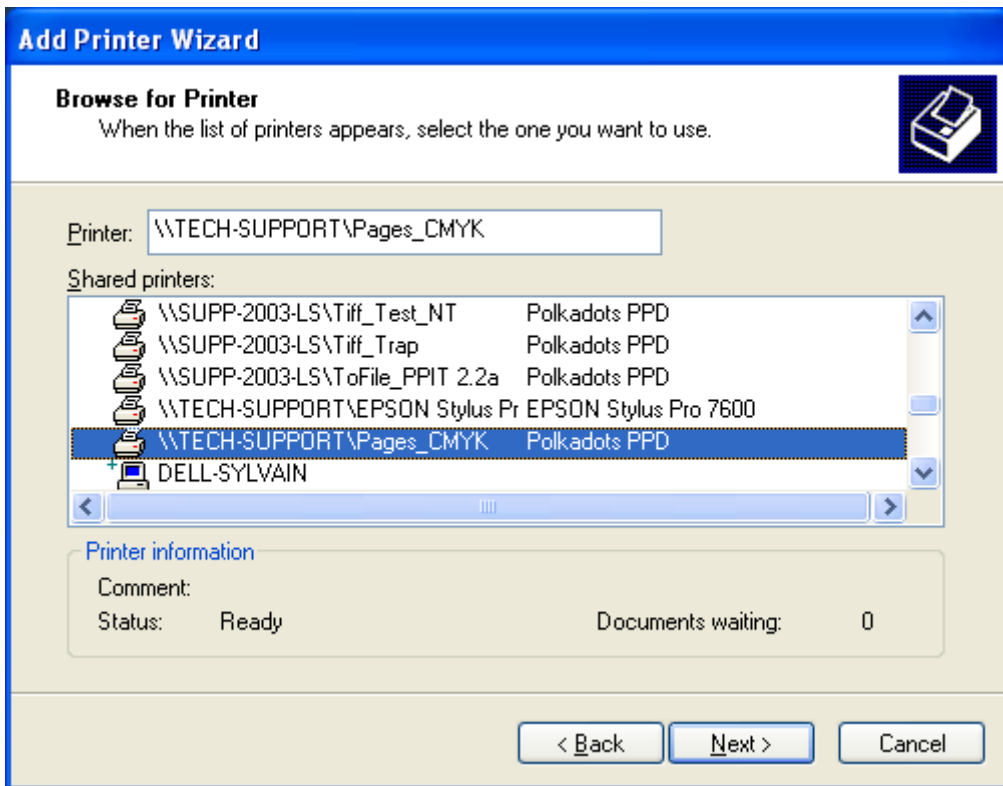 Add Printer Wizard
Browse for Printer
When the list of printers appears, select the one you want to use.
Printer: \\TECH-SUPPORT\Pages_CMYK
Shared printers:
\\SUPP-2003-LS\Tiff_Test_NT Polkadots PPD
\\SUPP-2003-LS\Tiff_Trap Polkadots PPD
\\SUPP-2003-LS\ToFile_PPIT 2.2a Polkadots PPD
\\TECH-SUPPORT\EPSON Stylus Pr EPSON Stylus Pro 7600
\\TECH-SUPPORT\Pages_CMYK Polkadots PPD
DELL-SYLVAIN
Printer information
Comment:
Status: Ready Documents waiting: 0
< Back Next > Cancel